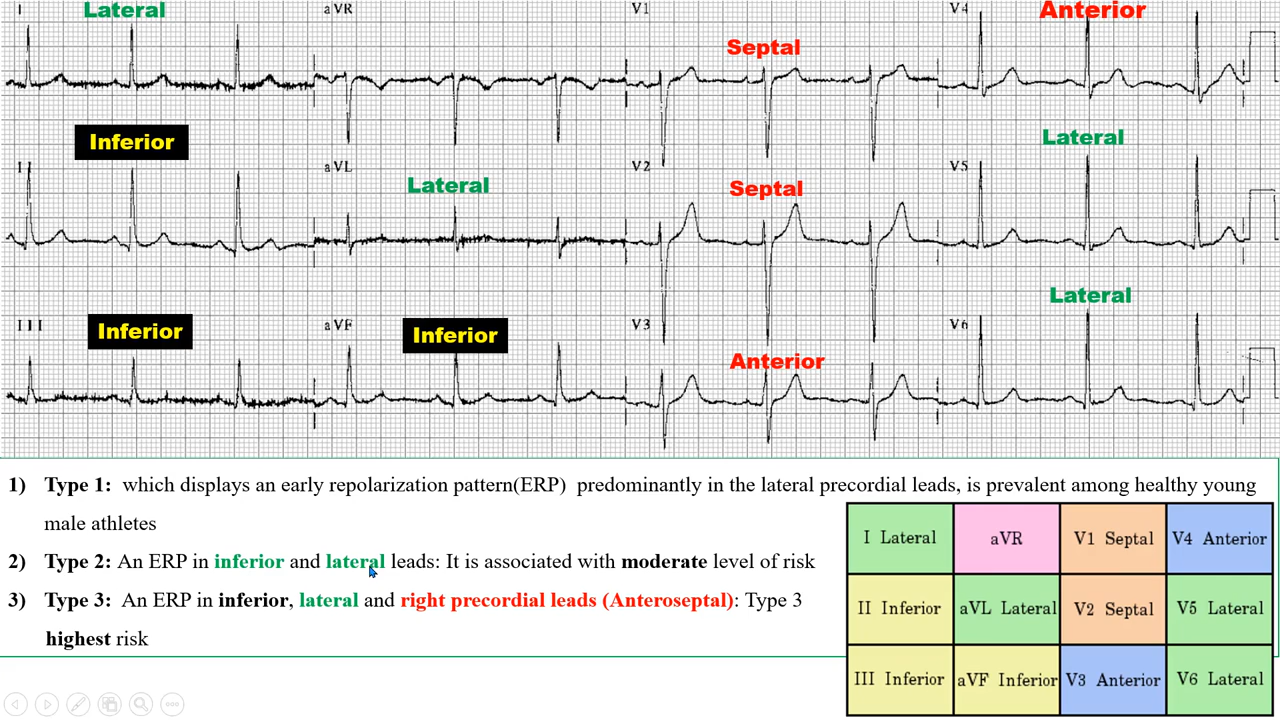 I
Lateral
aVR
V1
Septal
V4
Anterior
Inferior
II
aVL
Lateral
V2
Septal
V5
Lateral
III
Inferior
aVF
Inferior
V3
Anterior
V6
Lateral
1) Type 1: which displays an early repolarization pattern(ERP) predominantly in the lateral precordial leads, is prevalent among healthy young
male athletes
2) Type 2: An ERP in inferior and lateral leads: It is associated with moderate level of risk
3) Type 3: An ERP in inferior, lateral and right precordial leads (Anteroseptal): Type 3
highest risk
I Lateral aVR V1 Septal V4 Anterior
II Inferior aVL Lateral V2 Septal V5 Lateral
III Inferior aVF Inferior V3 Anterior V6 Lateral